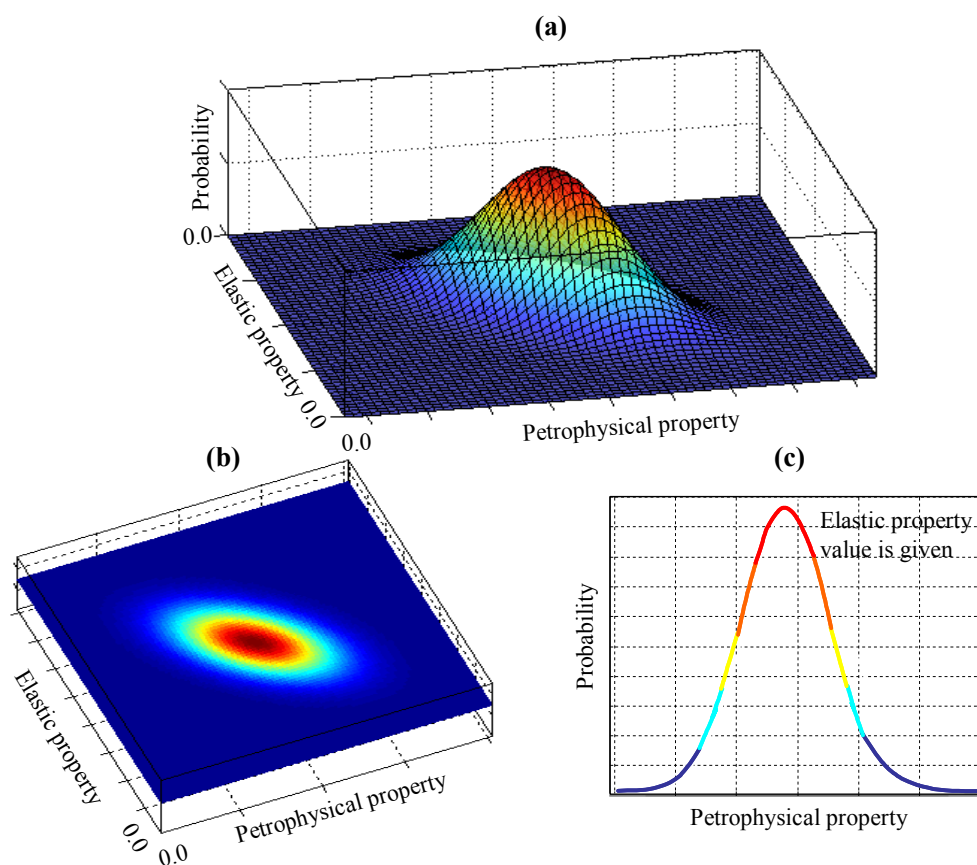 (a)
Probability
0.0
Elastic property
0.0
0.0
Petrophysical property
(b)
Elastic property
0.0
0.0
Petrophysical property
(c)
Elastic property
value is given
Probability
Petrophysical property